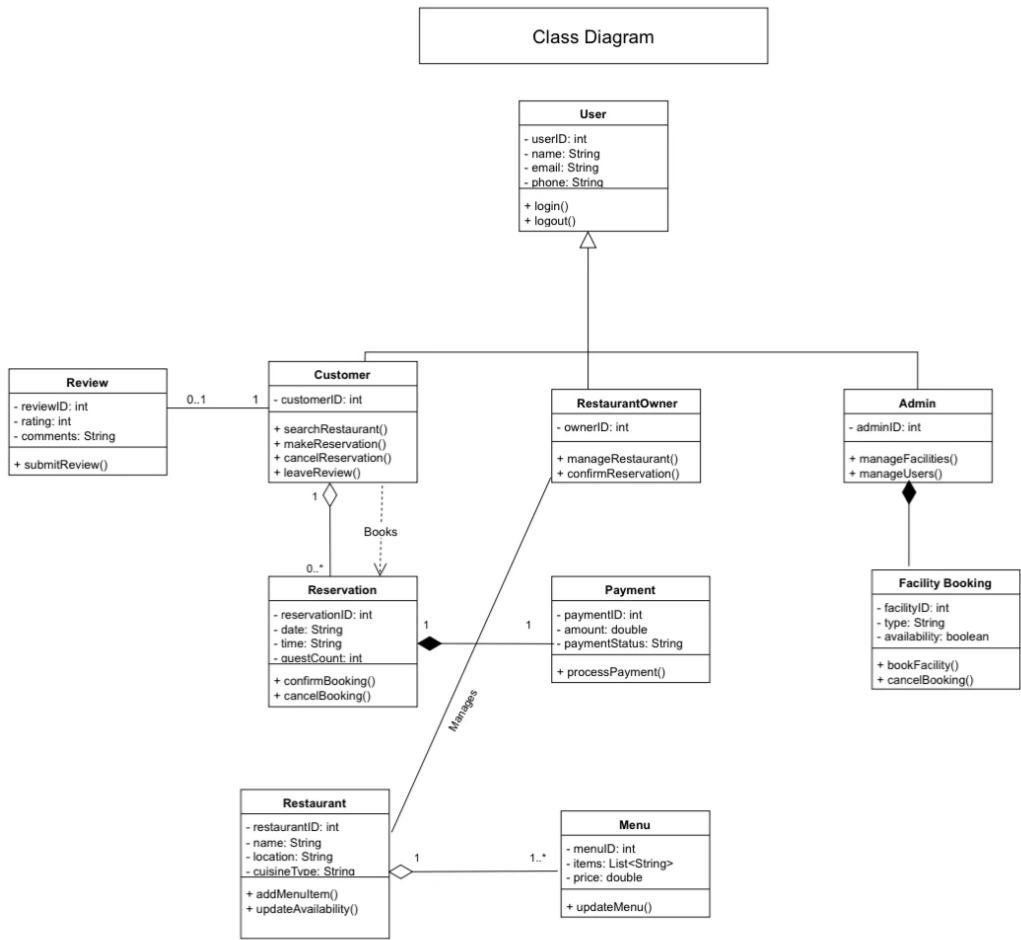 Class Diagram
User
- userID: int
- name: String
- email: String
- phone: String
+ login()
+ logout()
Review
- reviewID: int
- rating: int
- comments: String
+ submitReview()
0..1
1
Customer
- customerID: int
+ searchRestaurant()
+ makeReservation()
+ cancelReservation()
+ leaveReview()
RestaurantOwner
- ownerID: int
+ manageRestaurant()
+ confirmReservation()
Admin
- adminID: int
+ manageFacilities()
+ manageUsers()
1
Books
0..*
Reservation
- reservationID: int
- date: String
- time: String
- guestCount: int
+ confirmBooking()
+ cancelBooking()
1
1
Payment
- paymentID: int
- amount: double
- paymentStatus: String
+ processPayment()
Facility Booking
- facilityID: int
- type: String
- availability: boolean
+ bookFacility()
+ cancelBooking()
Manages
Restaurant
- restaurantID: int
- name: String
- location: String
- cuisineType: String
+ addMenuItem()
+ updateAvailability()
1
1..*
Menu
- menuID: int
- items: List<String>
- price: double
+ updateMenu()